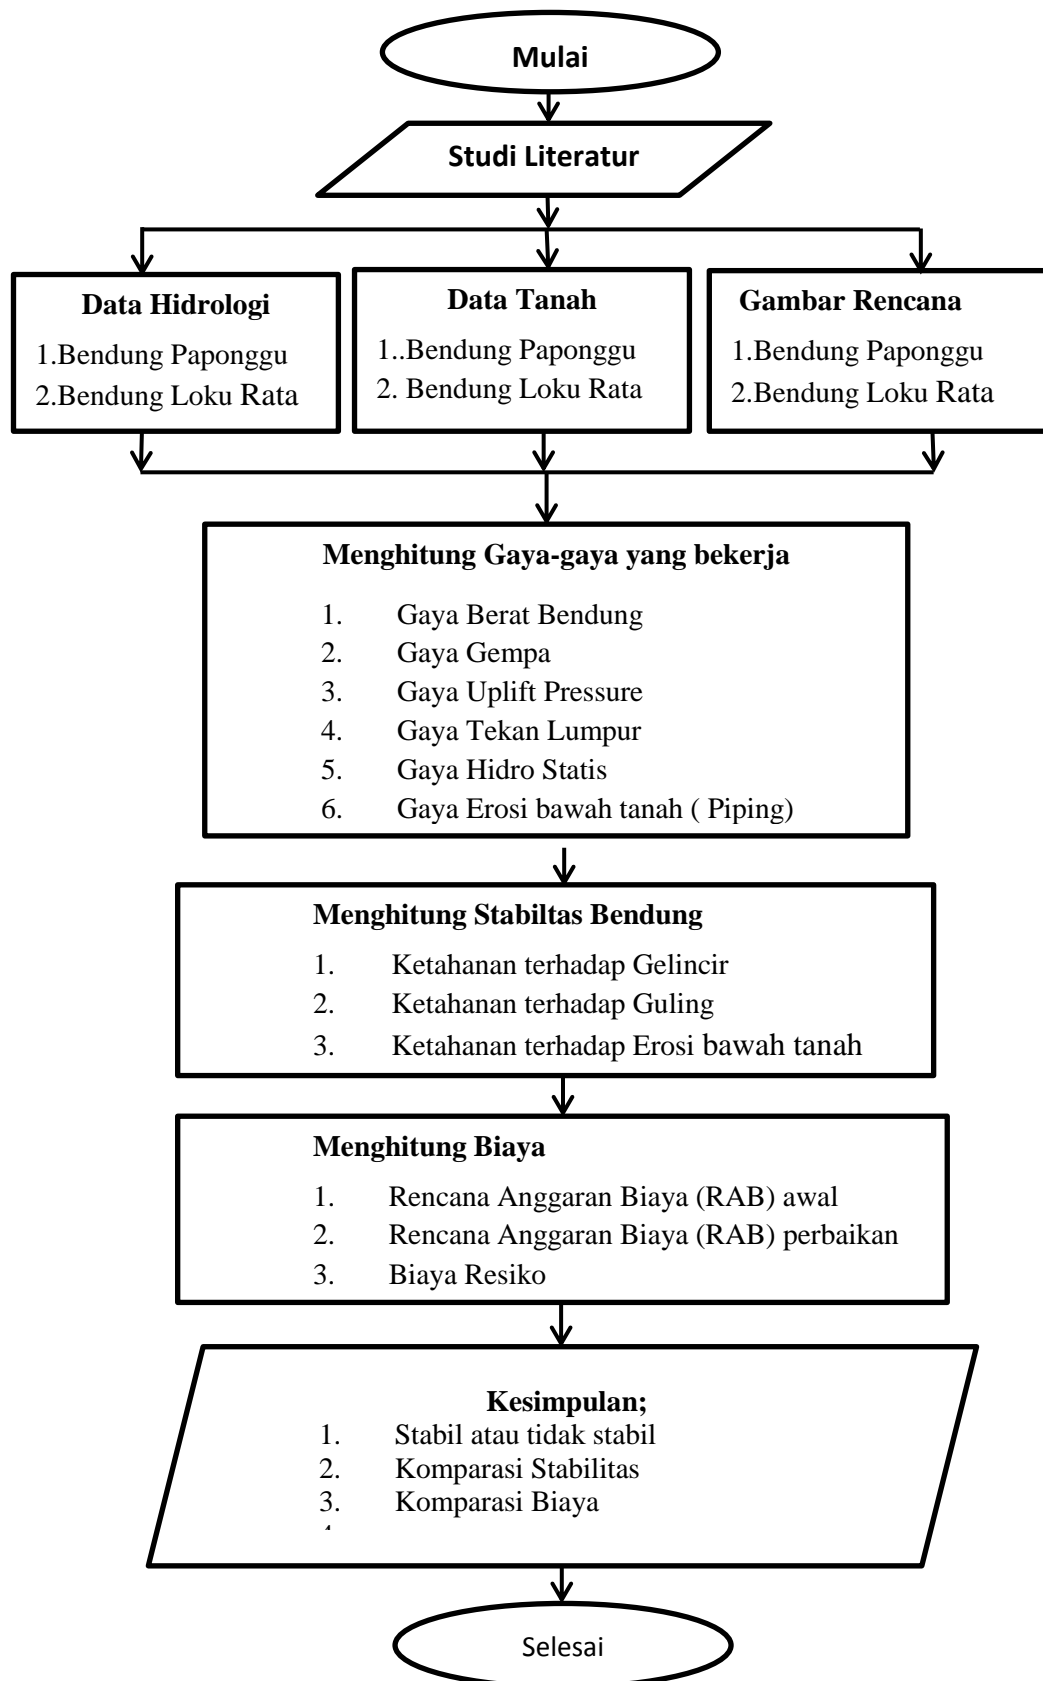 Mulai
Studi Literatur
Data Hidrologi
1.Bendung Paponggu
2.Bendung Loku Rata
Data Tanah
1..Bendung Paponggu
2. Bendung Loku Rata
Gambar Rencana
1.Bendung Paponggu
2.Bendung Loku Rata
Menghitung Gaya-gaya yang bekerja
1. Gaya Berat Bendung
2. Gaya Gempa
3. Gaya Uplift Pressure
4. Gaya Tekan Lumpur
5. Gaya Hidro Statis
6. Gaya Erosi bawah tanah ( Piping)
Menghitung Stabiltas Bendung
1. Ketahanan terhadap Gelincir
2. Ketahanan terhadap Guling
3. Ketahanan terhadap Erosi bawah tanah
Menghitung Biaya
1. Rencana Anggaran Biaya (RAB) awal
2. Rencana Anggaran Biaya (RAB) perbaikan
3. Biaya Resiko
Kesimpulan;
1. Stabil atau tidak stabil
2. Komparasi Stabilitas
3. Komparasi Biaya
Selesai